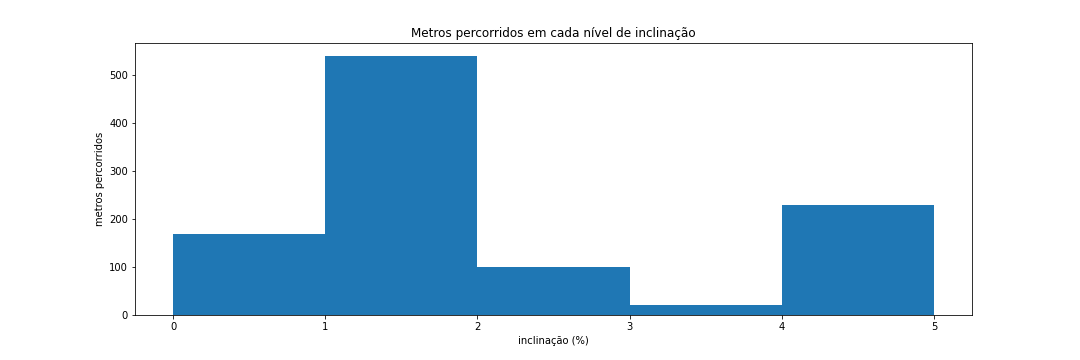 Metros percorridos em cada nível de inclinação
500
400
300
200
100
0
metros percorridos
0 1 2 3 4 5
inclinação (%)